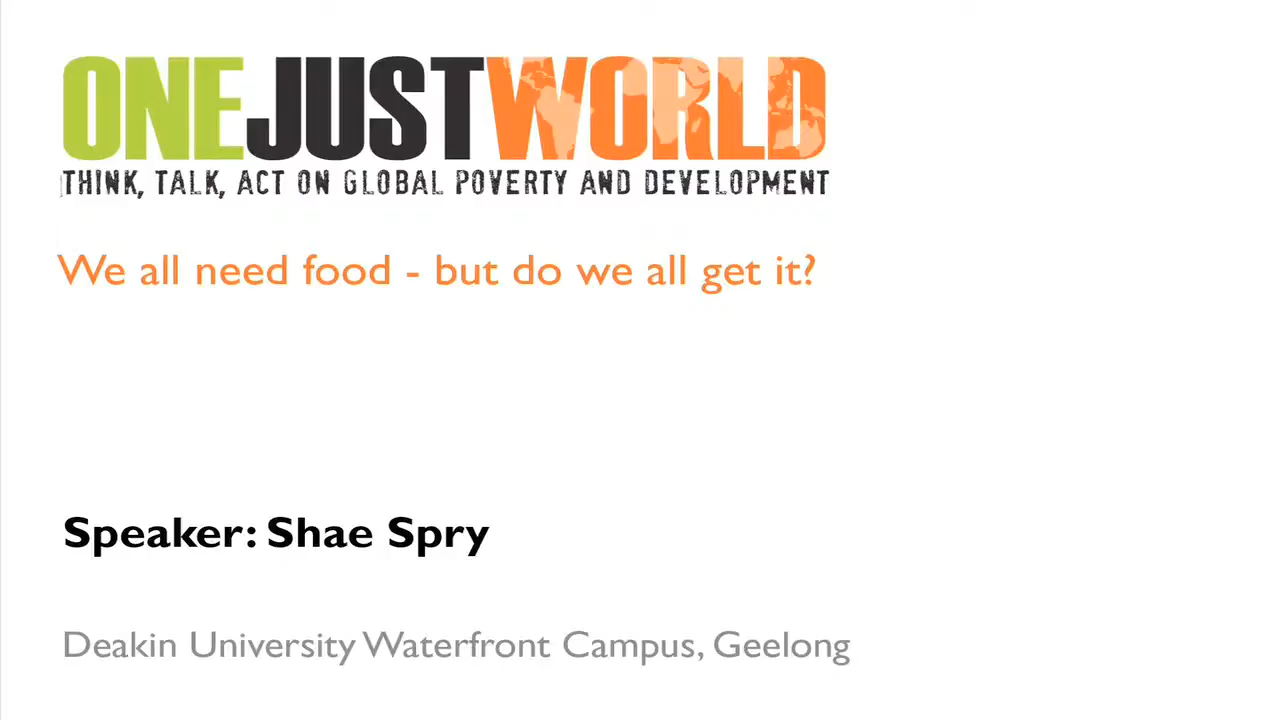 ONEJUSTWORLD
THINK, TALK, ACT ON GLOBAL POVERTY AND DEVELOPMENT
We all need food - but do we all get it?
Speaker: Shae Spry
Deakin University Waterfront Campus, Geelong